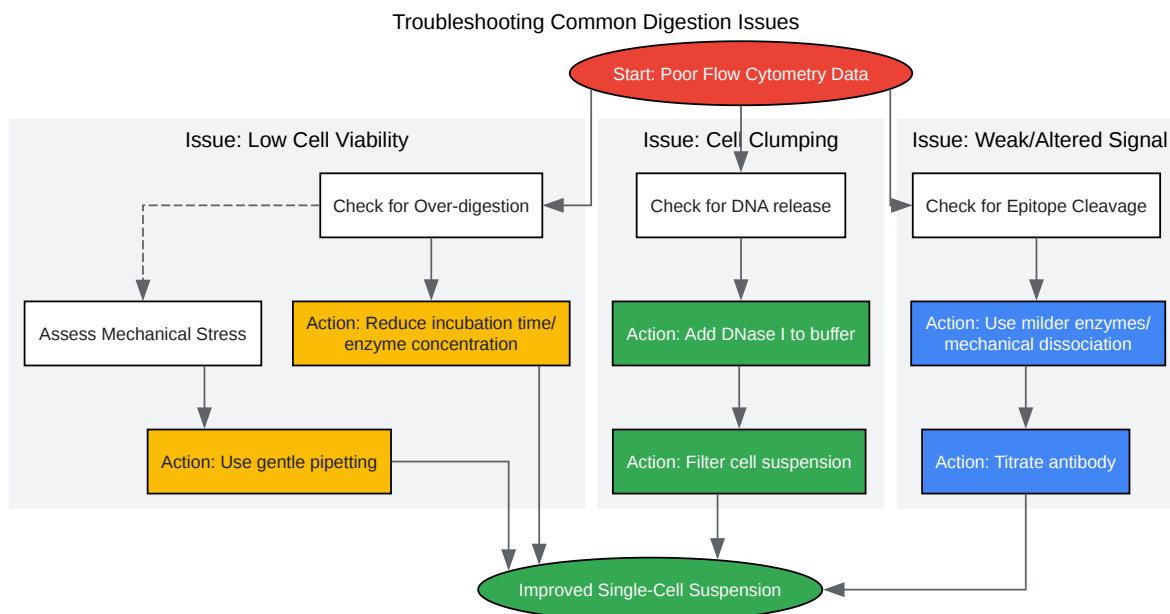 Troubleshooting Common Digestion Issues
Start: Poor Flow Cytometry Data
Issue: Low Cell Viability
Issue: Cell Clumping
Issue: Weak/Altered Signal
Check for Over-digestion
Check for DNA release
Check for Epitope Cleavage
Assess Mechanical Stress
Action: Reduce incubation time/
enzyme concentration
Action: Add DNase I to buffer
Action: Use milder enzymes/
mechanical dissociation
Action: Use gentle pipetting
Action: Filter cell suspension
Action: Titrate antibody
Improved Single-Cell Suspension